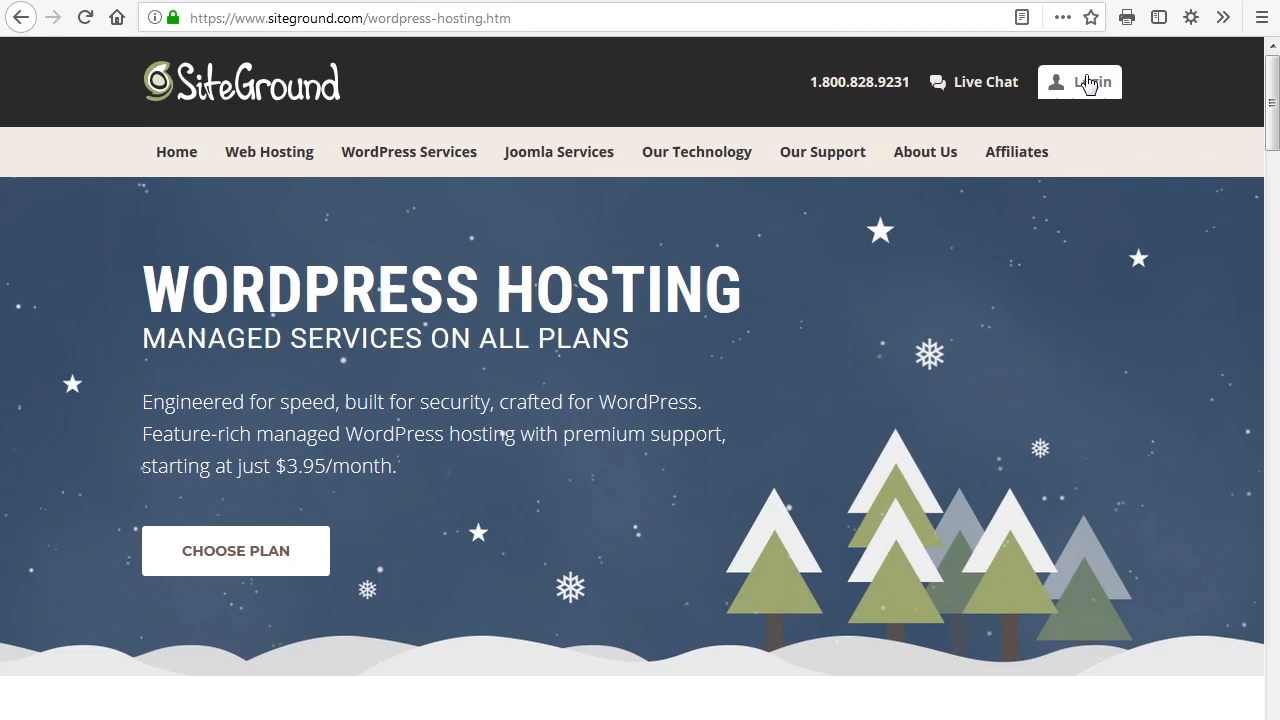 https://www.siteground.com/wordpress-hosting.htm
SiteGround
1.800.828.9231
Live Chat
Login
Home
Web Hosting
WordPress Services
Joomla Services
Our Technology
Our Support
About Us
Affiliates
WORDPRESS HOSTING
MANAGED SERVICES ON ALL PLANS
Engineered for speed, built for security, crafted for WordPress.
Feature-rich managed WordPress hosting with premium support,
starting at just $3.95/month.
CHOOSE PLAN